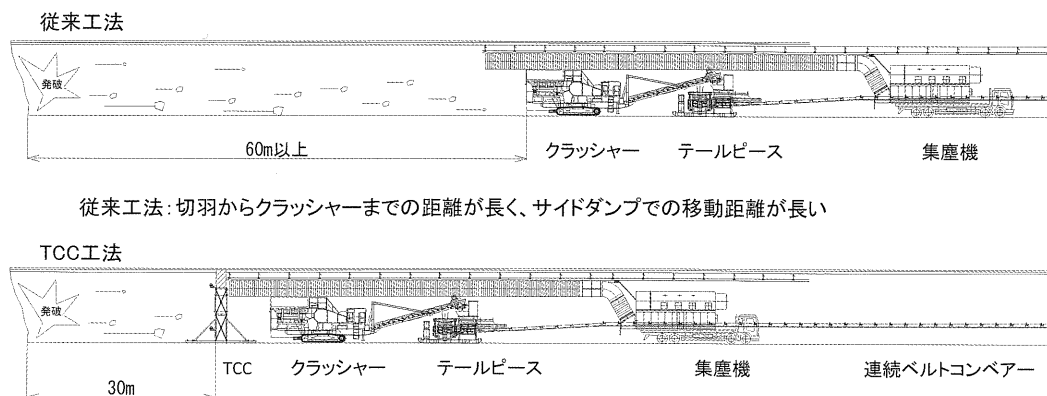 従来工法
発破
60m以上
クラッシャー
テールピース
集塵機
従来工法:切羽からクラッシャーまでの距離が長く、サイドダンプでの移動距離が長い
TCC工法
発破
30m
TCC
クラッシャー
テールピース
集塵機
連続ベルトコンベアー